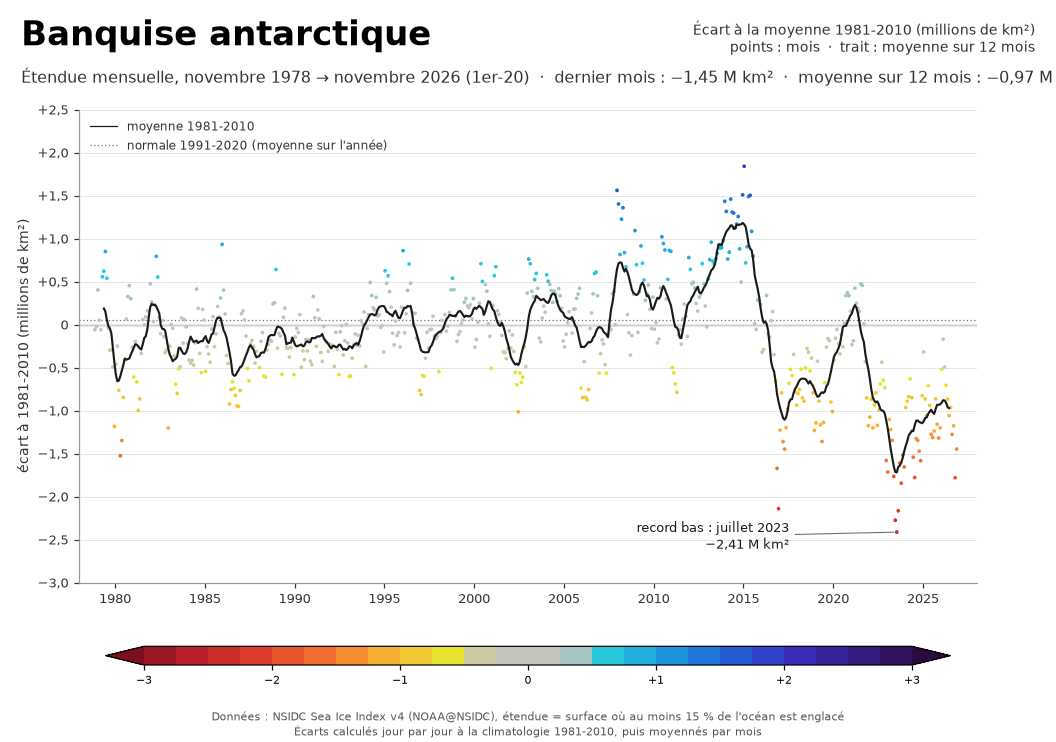 Banquise antarctique
Écart à la moyenne 1981-2010 (millions de km²)
points : mois · trait : moyenne sur 12 mois
Étendue mensuelle, novembre 1978 → novembre 2026 (1er-20) · dernier mois : −1,45 M km² · moyenne sur 12 mois : −0,97 M
moyenne 1981-2010
normale 1991-2020 (moyenne sur l'année)
écart à 1981-2010 (millions de km²)
+2,5
+2,0
+1,5
+1,0
+0,5
0
−0,5
−1,0
−1,5
−2,0
−2,5
−3,0
record bas : juillet 2023
−2,41 M km²
1980 1985 1990 1995 2000 2005 2010 2015 2020 2025
−3 −2 −1 0 +1 +2 +3
Données : NSIDC Sea Ice Index v4 (NOAA@NSIDC), étendue = surface où au moins 15 % de l'océan est englacé
Écarts calculés jour par jour à la climatologie 1981-2010, puis moyennés par mois